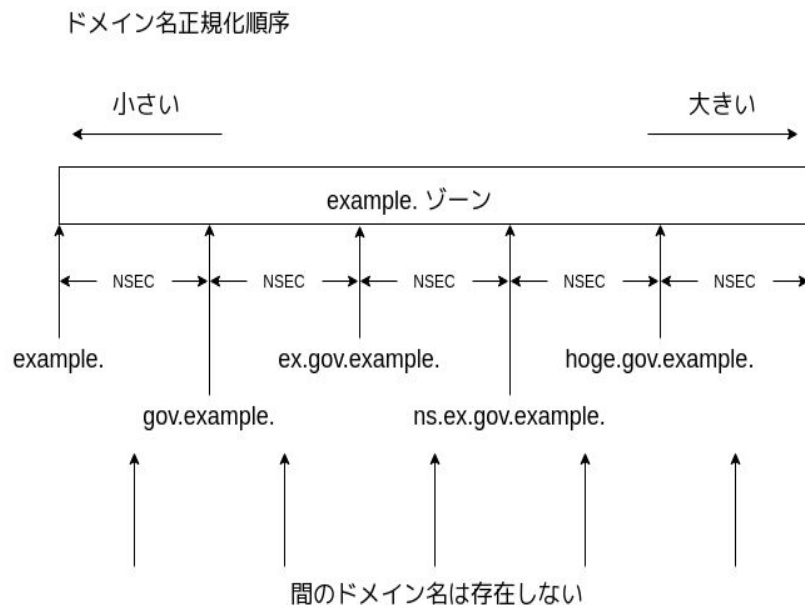 ドメイン名正規化順序
小さい
大きい
example. ゾーン
NSEC NSEC NSEC NSEC NSEC
example. ex.gov.example. hoge.gov.example.
gov.example. ns.ex.gov.example.
間のドメイン名は存在しない